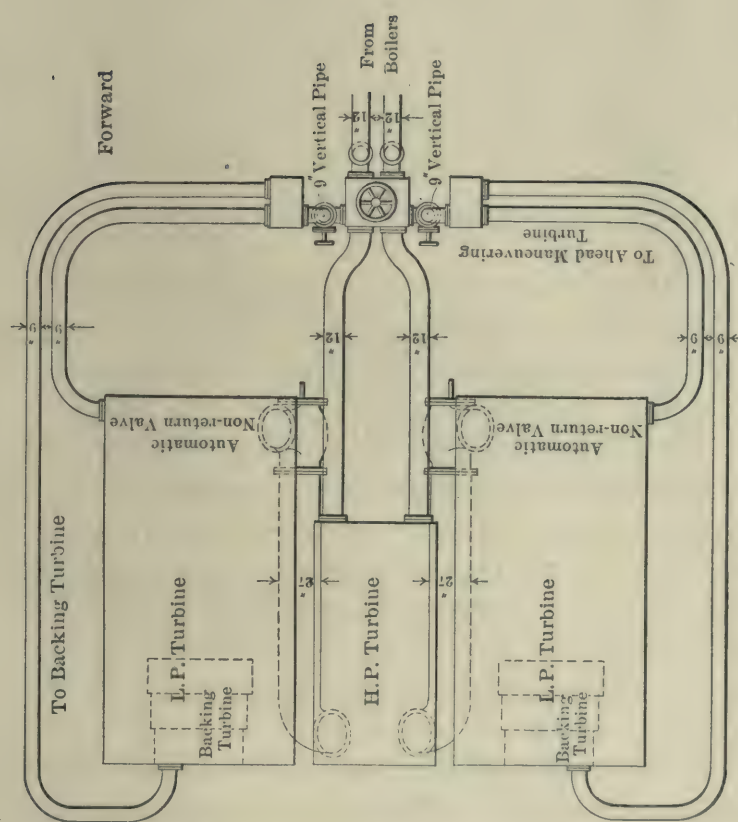 Forward
From
Boilers
12"
12"
9" Vertical Pipe
9" Vertical Pipe
To Ahead Maneuvering
Turbine
9"
9"
9"
9"
12"
12"
Automatic
Non-return Valve
Automatic
Non-return Valve
To Backing Turbine
27"
27"
L.P. Turbine
Backing
Turbine
H.P. Turbine
L.P. Turbine
Backing
Turbine